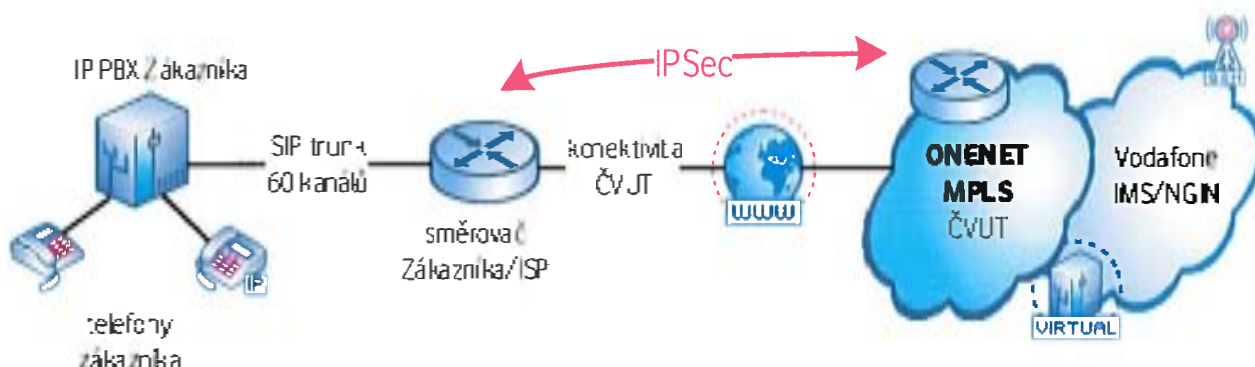 IP PBX Zákazníka
SIP trunk
60 kanálů
IPSec
konektivita
ČVUT
směrovač
Zákazníka/ISP
WWW
ONENET
MPLS
ČVUT
Vodafone
IMS/NGIN
VIRTUAL
IP
telefony
zákazníka